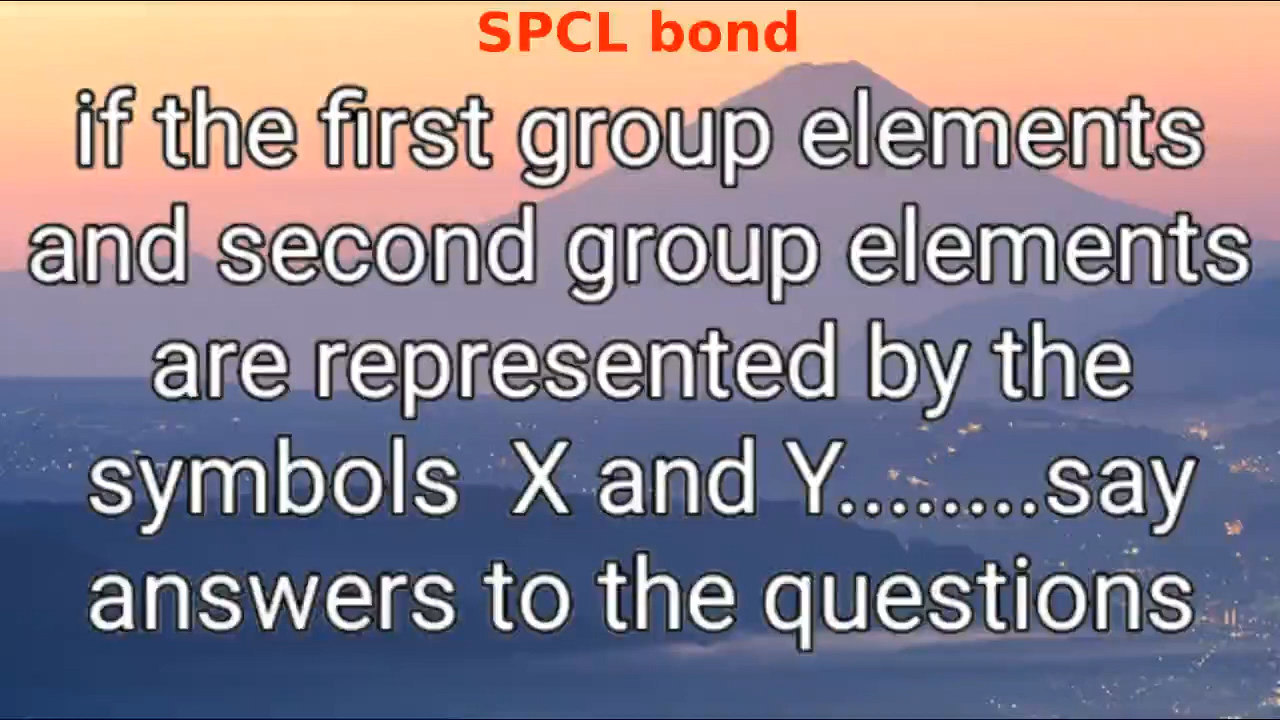 SPCL bond
if the first group elements
and second group elements
are represented by the
symbols  X and Y........say
answers to the questions